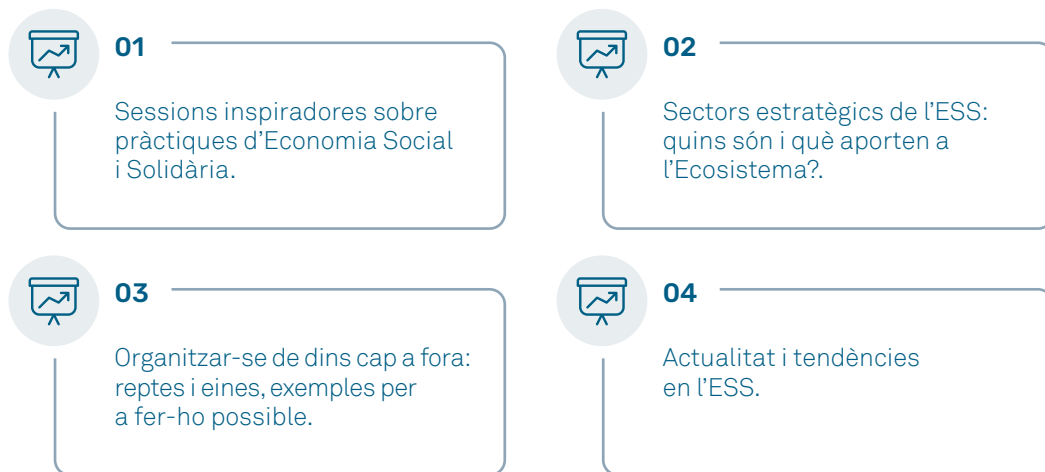 01
Sessions inspiradores sobre
pràctiques d’Economia Social
i Solidària.
02
Sectors estratègics de l’ESS:
quins són i què aporten a
l’Ecosistema?.
03
Organitzar-se de dins cap a fora:
reptes i eines, exemples per
a fer-ho possible.
04
Actualitat i tendències
en l’ESS.